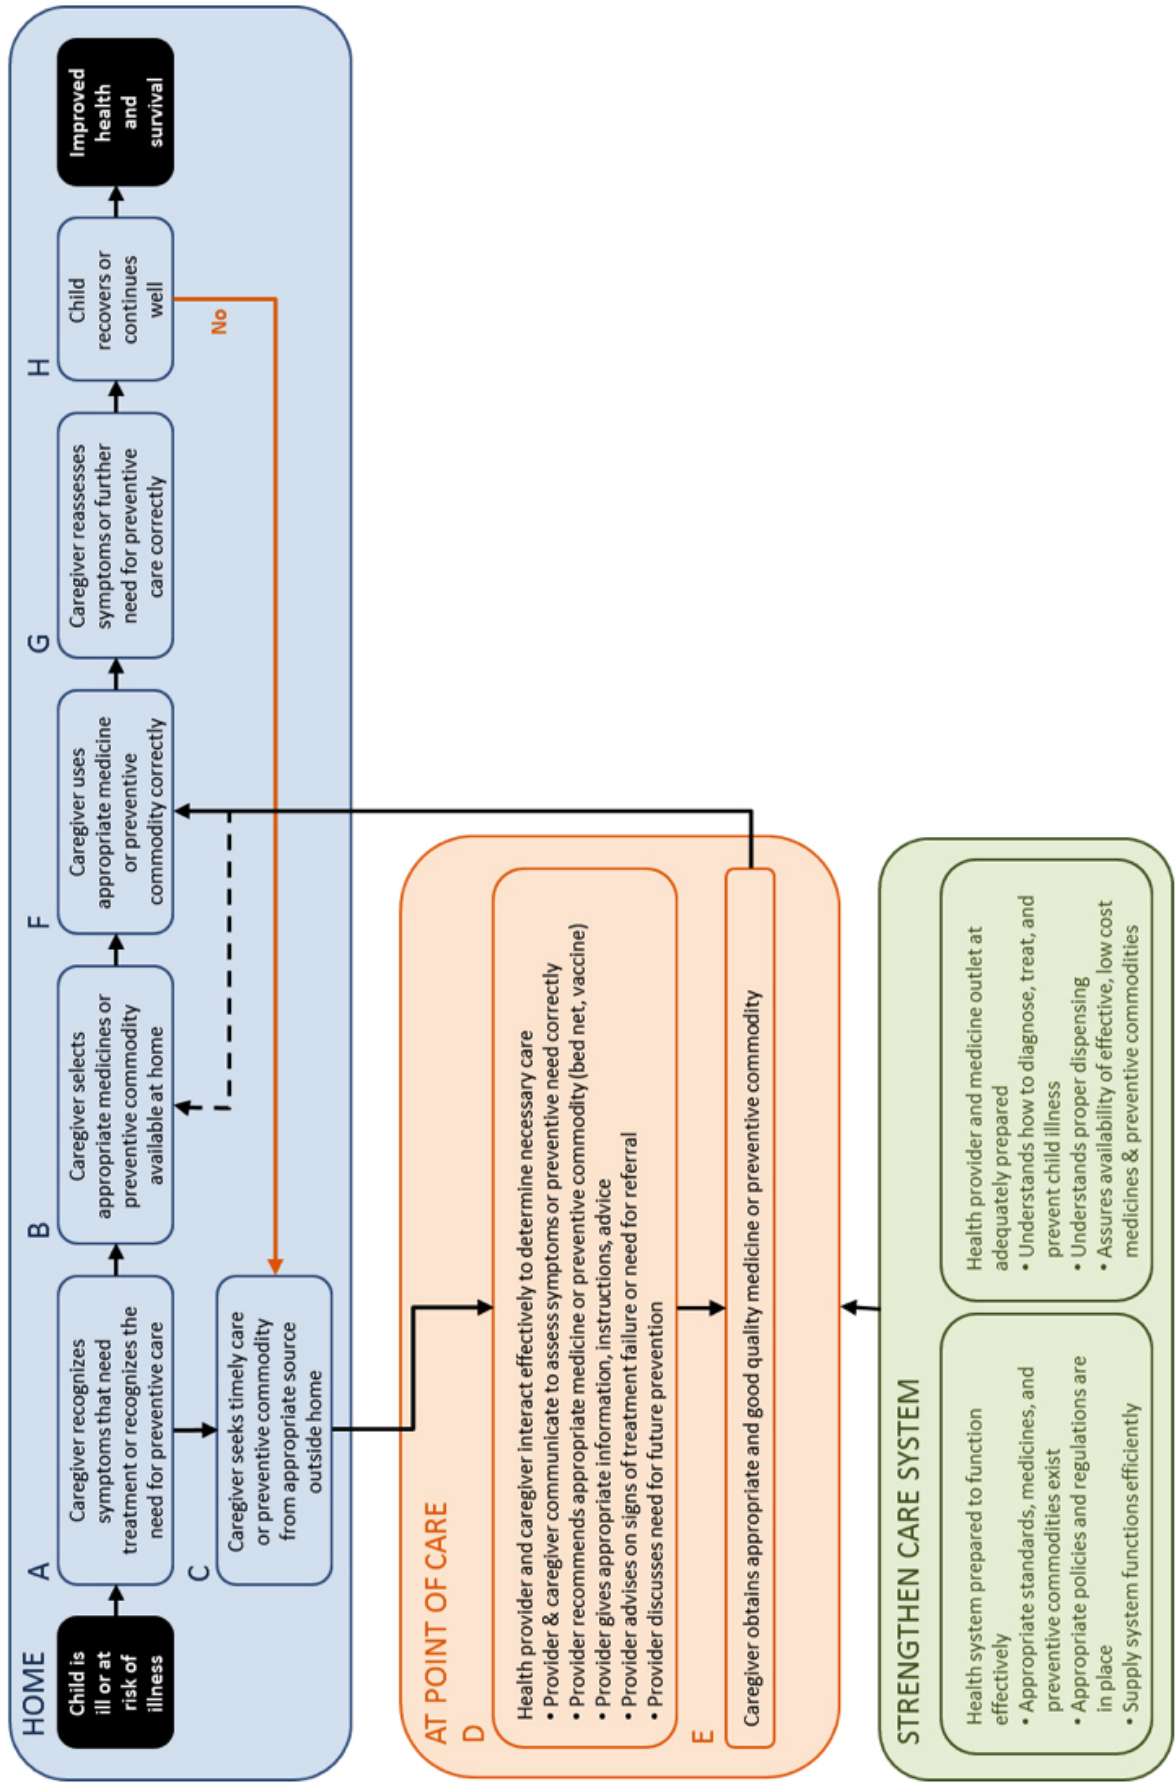 HOME
Child is
ill or at
risk of
illness
A
Caregiver recognizes
symptoms that need
treatment or recognizes the
need for preventive care
B
Caregiver selects
appropriate medicines or
preventive commodity
available at home
F
Caregiver uses
appropriate medicine
or preventive
commodity correctly
G
Caregiver reassesses
symptoms or further
need for preventive
care correctly
H
Child
recovers or
continues
well
Improved
health
and
survival
No
C
Caregiver seeks timely care
or preventive commodity
from appropriate source
outside home
AT POINT OF CARE
D
Health provider and caregiver interact effectively to determine necessary care
• Provider & caregiver communicate to assess symptoms or preventive need correctly
• Provider recommends appropriate medicine or preventive commodity (bed net, vaccine)
• Provider gives appropriate information, instructions, advice
• Provider advises on signs of treatment failure or need for referral
• Provider discusses need for future prevention
E
Caregiver obtains appropriate and good quality medicine or preventive commodity
STRENGTHEN CARE SYSTEM
Health system prepared to function
effectively
• Appropriate standards, medicines, and
preventive commodities exist
• Appropriate policies and regulations are
in place
• Supply system functions efficiently
Health provider and medicine outlet at
adequately prepared
• Understands how to diagnose, treat, and
prevent child illness
• Understands proper dispensing
• Assures availability of effective, low cost
medicines & preventive commodities